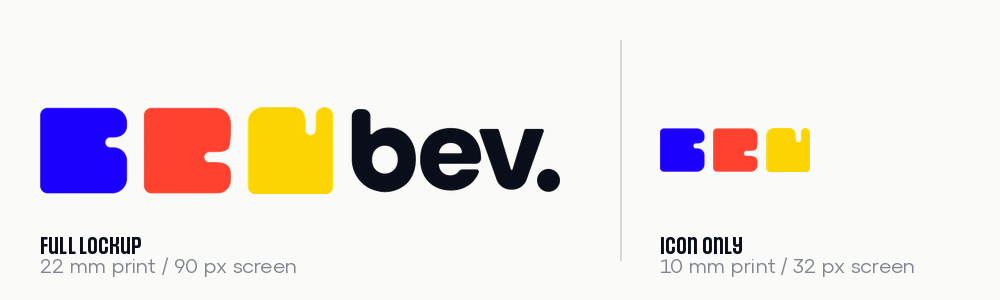 bev.
FULL LOCKUP
22 mm print / 90 px screen
ICON ONLY
10 mm print / 32 px screen